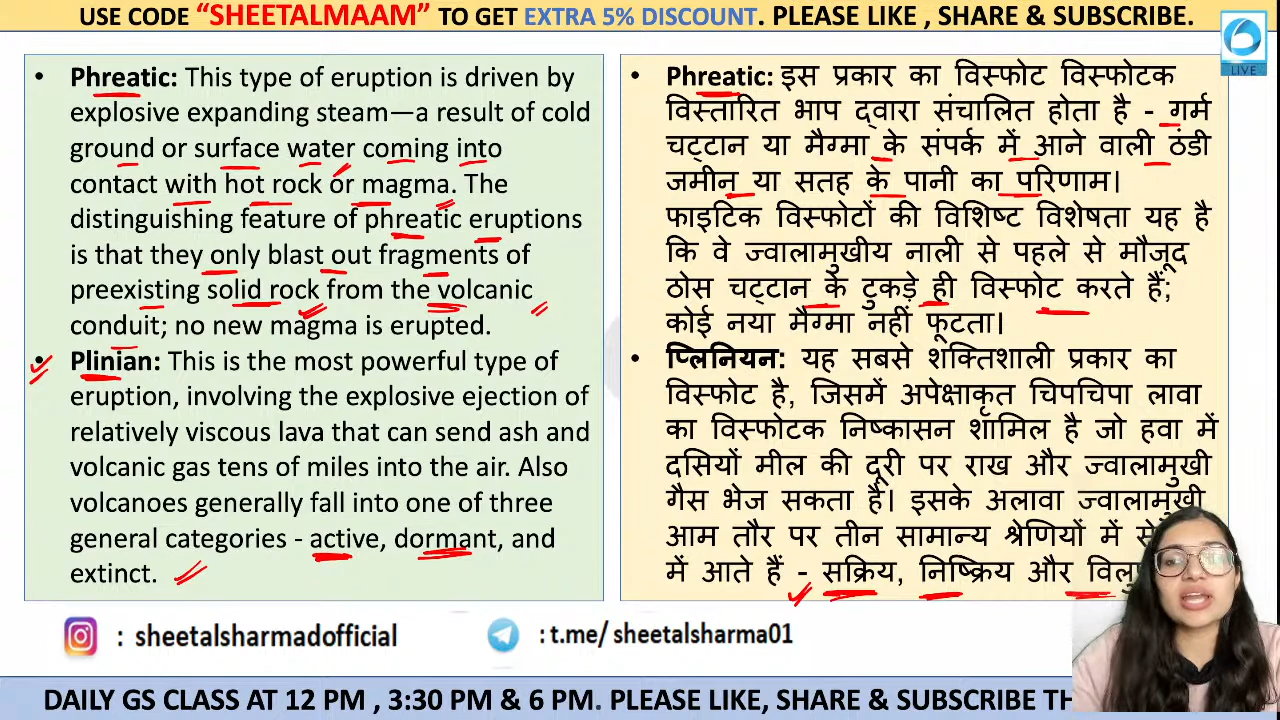 USE CODE “SHEETALMAAM” TO GET EXTRA 5% DISCOUNT. PLEASE LIKE , SHARE & SUBSCRIBE.
LIVE
• Phreatic: This type of eruption is driven by
explosive expanding steam—a result of cold
ground or surface water coming into
contact with hot rock or magma. The
distinguishing feature of phreatic eruptions
is that they only blast out fragments of
preexisting solid rock from the volcanic
conduit; no new magma is erupted.
• Plinian: This is the most powerful type of
eruption, involving the explosive ejection of
relatively viscous lava that can send ash and
volcanic gas tens of miles into the air. Also
volcanoes generally fall into one of three
general categories - active, dormant, and
extinct.
• Phreatic: इस प्रकार का विस्फोट विस्फोटक
विस्तारित भाप द्वारा संचालित होता है - गर्म
चट्टान या मैग्मा के संपर्क में आने वाली ठंडी
जमीन या सतह के पानी का परिणाम।
फाइटिक विस्फोटों की विशिष्ट विशेषता यह है
कि वे ज्वालामुखीय नाली से पहले से मौजूद
ठोस चट्टान के टुकड़े ही विस्फोट करते हैं;
कोई नया मैग्मा नहीं फूटता।
• प्लिनियन: यह सबसे शक्तिशाली प्रकार का
विस्फोट है, जिसमें अपेक्षाकृत चिपचिपा लावा
का विस्फोटक निष्कासन शामिल है जो हवा में
दसियों मील की दूरी पर राख और ज्वालामुखी
गैस भेज सकता है। इसके अलावा ज्वालामुखी
आम तौर पर तीन सामान्य श्रेणियों में से
में आते हैं - सक्रिय, निष्क्रिय और
: sheetalsharmadofficial
: t.me/ sheetalsharma01
DAILY GS CLASS AT 12 PM , 3:30 PM & 6 PM. PLEASE LIKE, SHARE & SUBSCRIBE